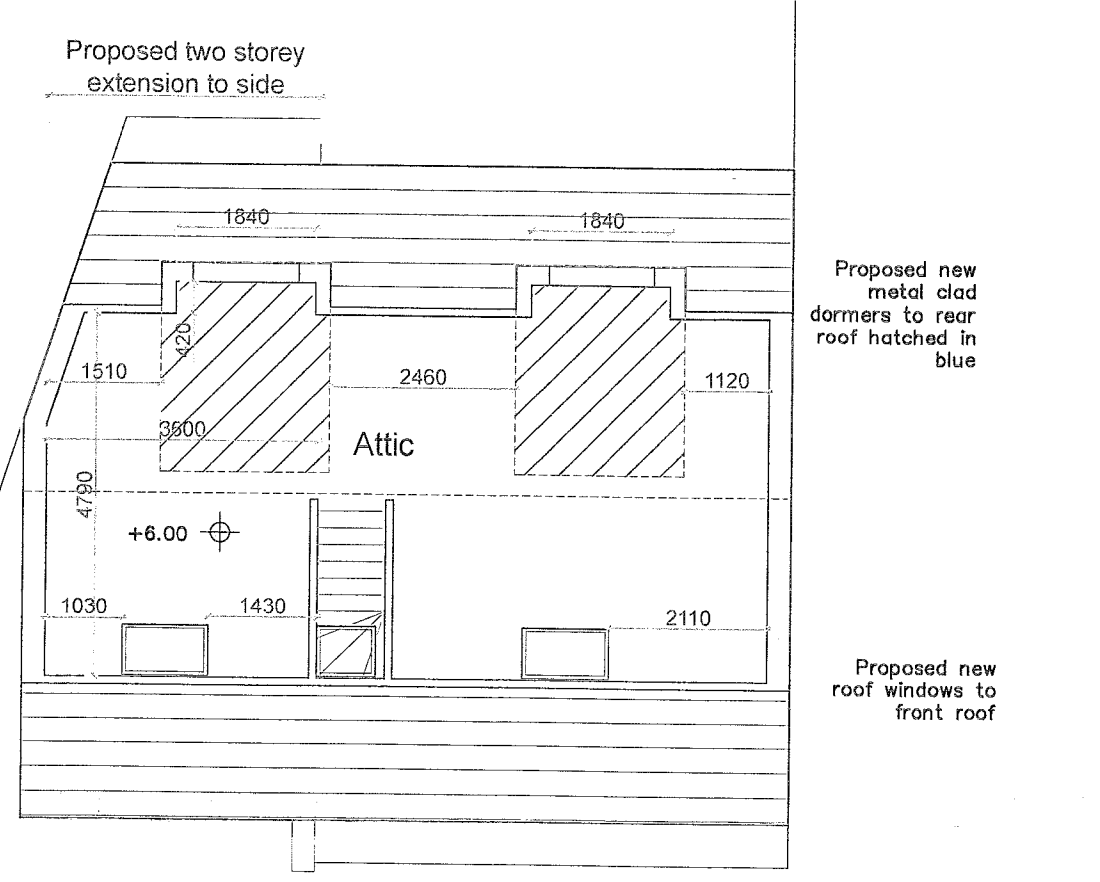 Proposed two storey
extension to side
1840
1840
Proposed new
metal clad
dormers to rear
roof hatched in
blue
420
1510
2460
1120
3600
Attic
4790
+6.00
1030
1430
2110
Proposed new
roof windows to
front roof